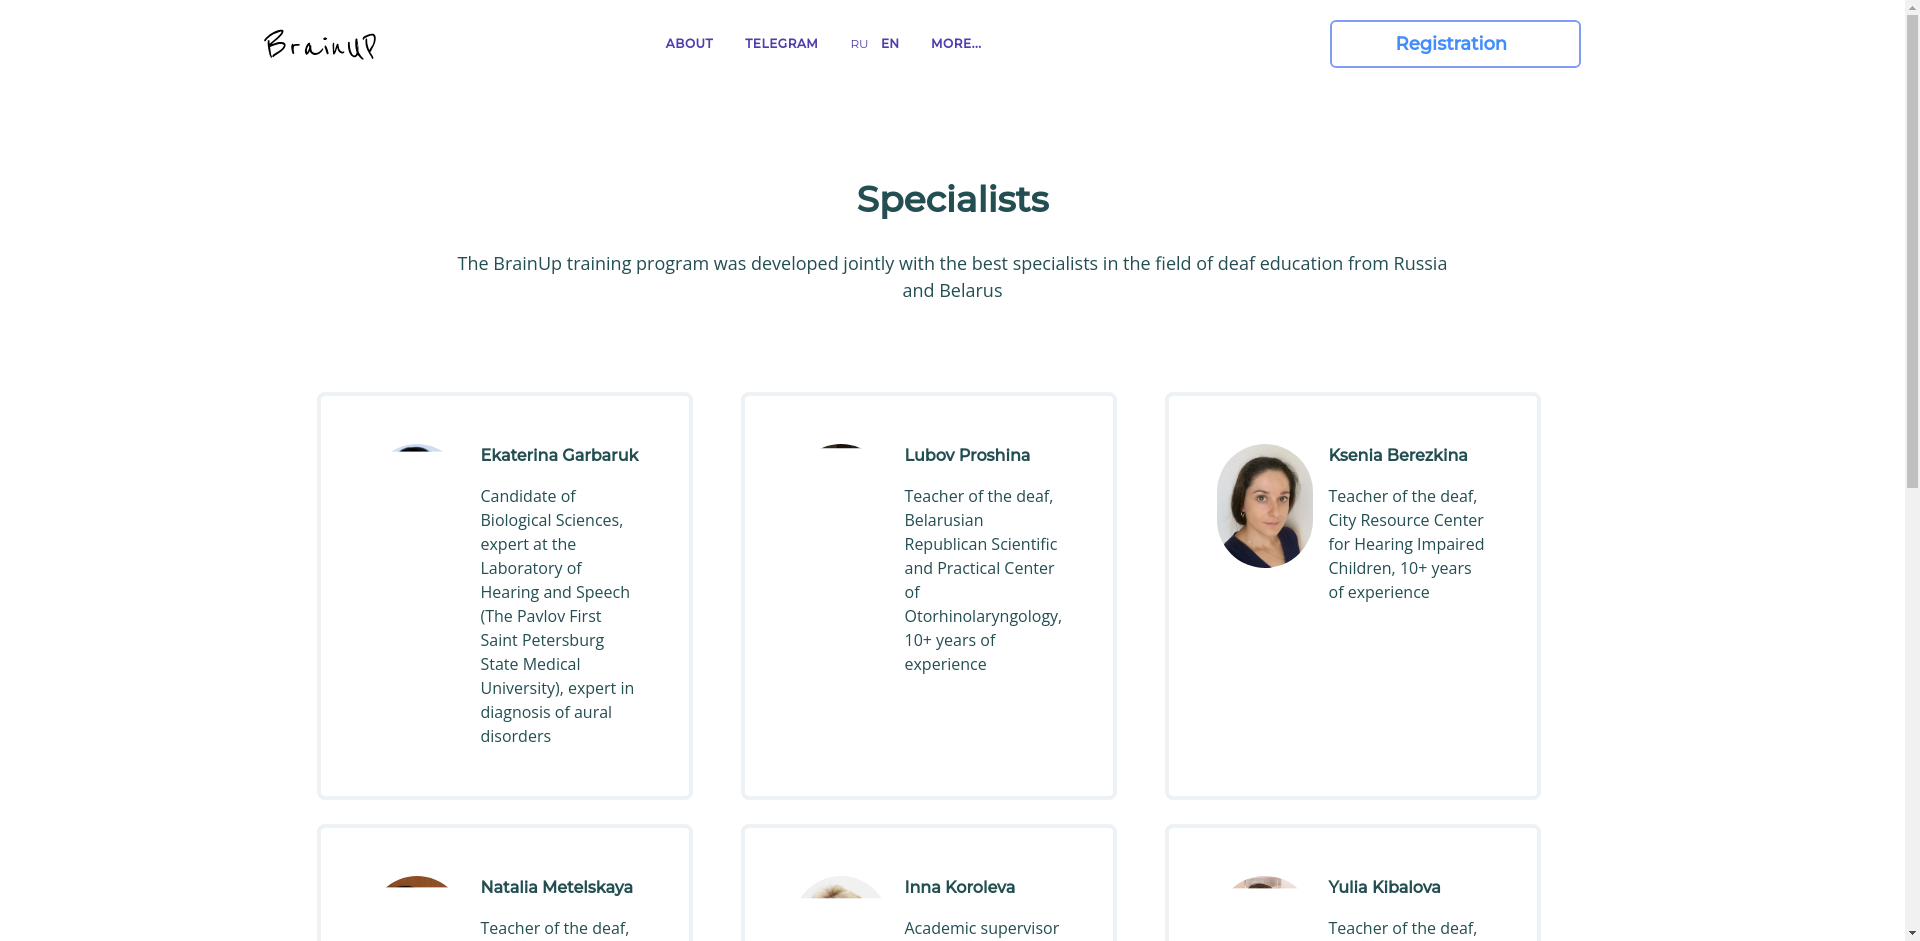 BrainUP
ABOUT
TELEGRAM
RU
EN
MORE...
Registration
Specialists
The BrainUp training program was developed jointly with the best specialists in the field of deaf education from Russia
and Belarus
Ekaterina Garbaruk
Candidate of
Biological Sciences,
expert at the
Laboratory of
Hearing and Speech
(The Pavlov First
Saint Petersburg
State Medical
University), expert in
diagnosis of aural
disorders
Lubov Proshina
Teacher of the deaf,
Belarusian
Republican Scientific
and Practical Center
of
Otorhinolaryngology,
10+ years of
experience
Ksenia Berezkina
Teacher of the deaf,
City Resource Center
for Hearing Impaired
Children, 10+ years
of experience
Natalia Metelskaya
Teacher of the deaf,
Inna Koroleva
Academic supervisor
Yulia Kibalova
Teacher of the deaf,